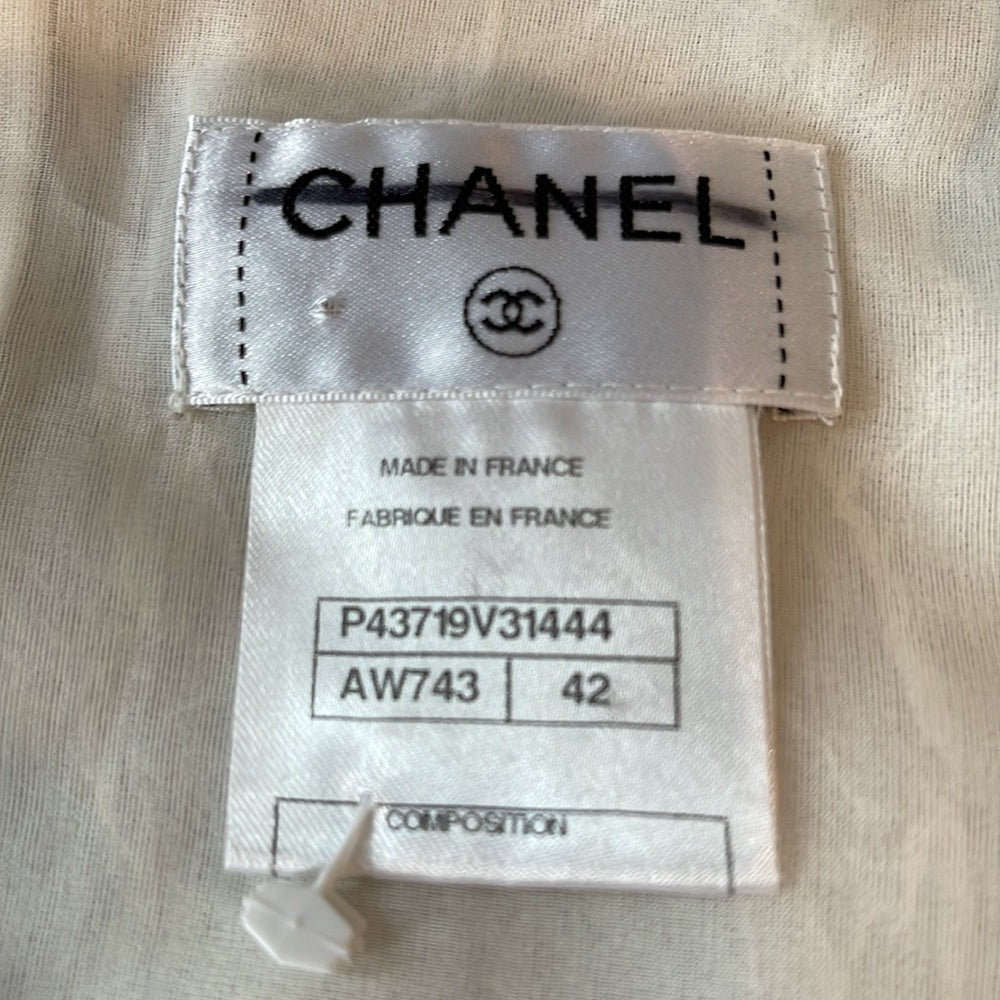 CHANEL
MADE IN FRANCE
FABRIQUE EN FRANCE
P43719V31444
AW743 42
COMPOSITION